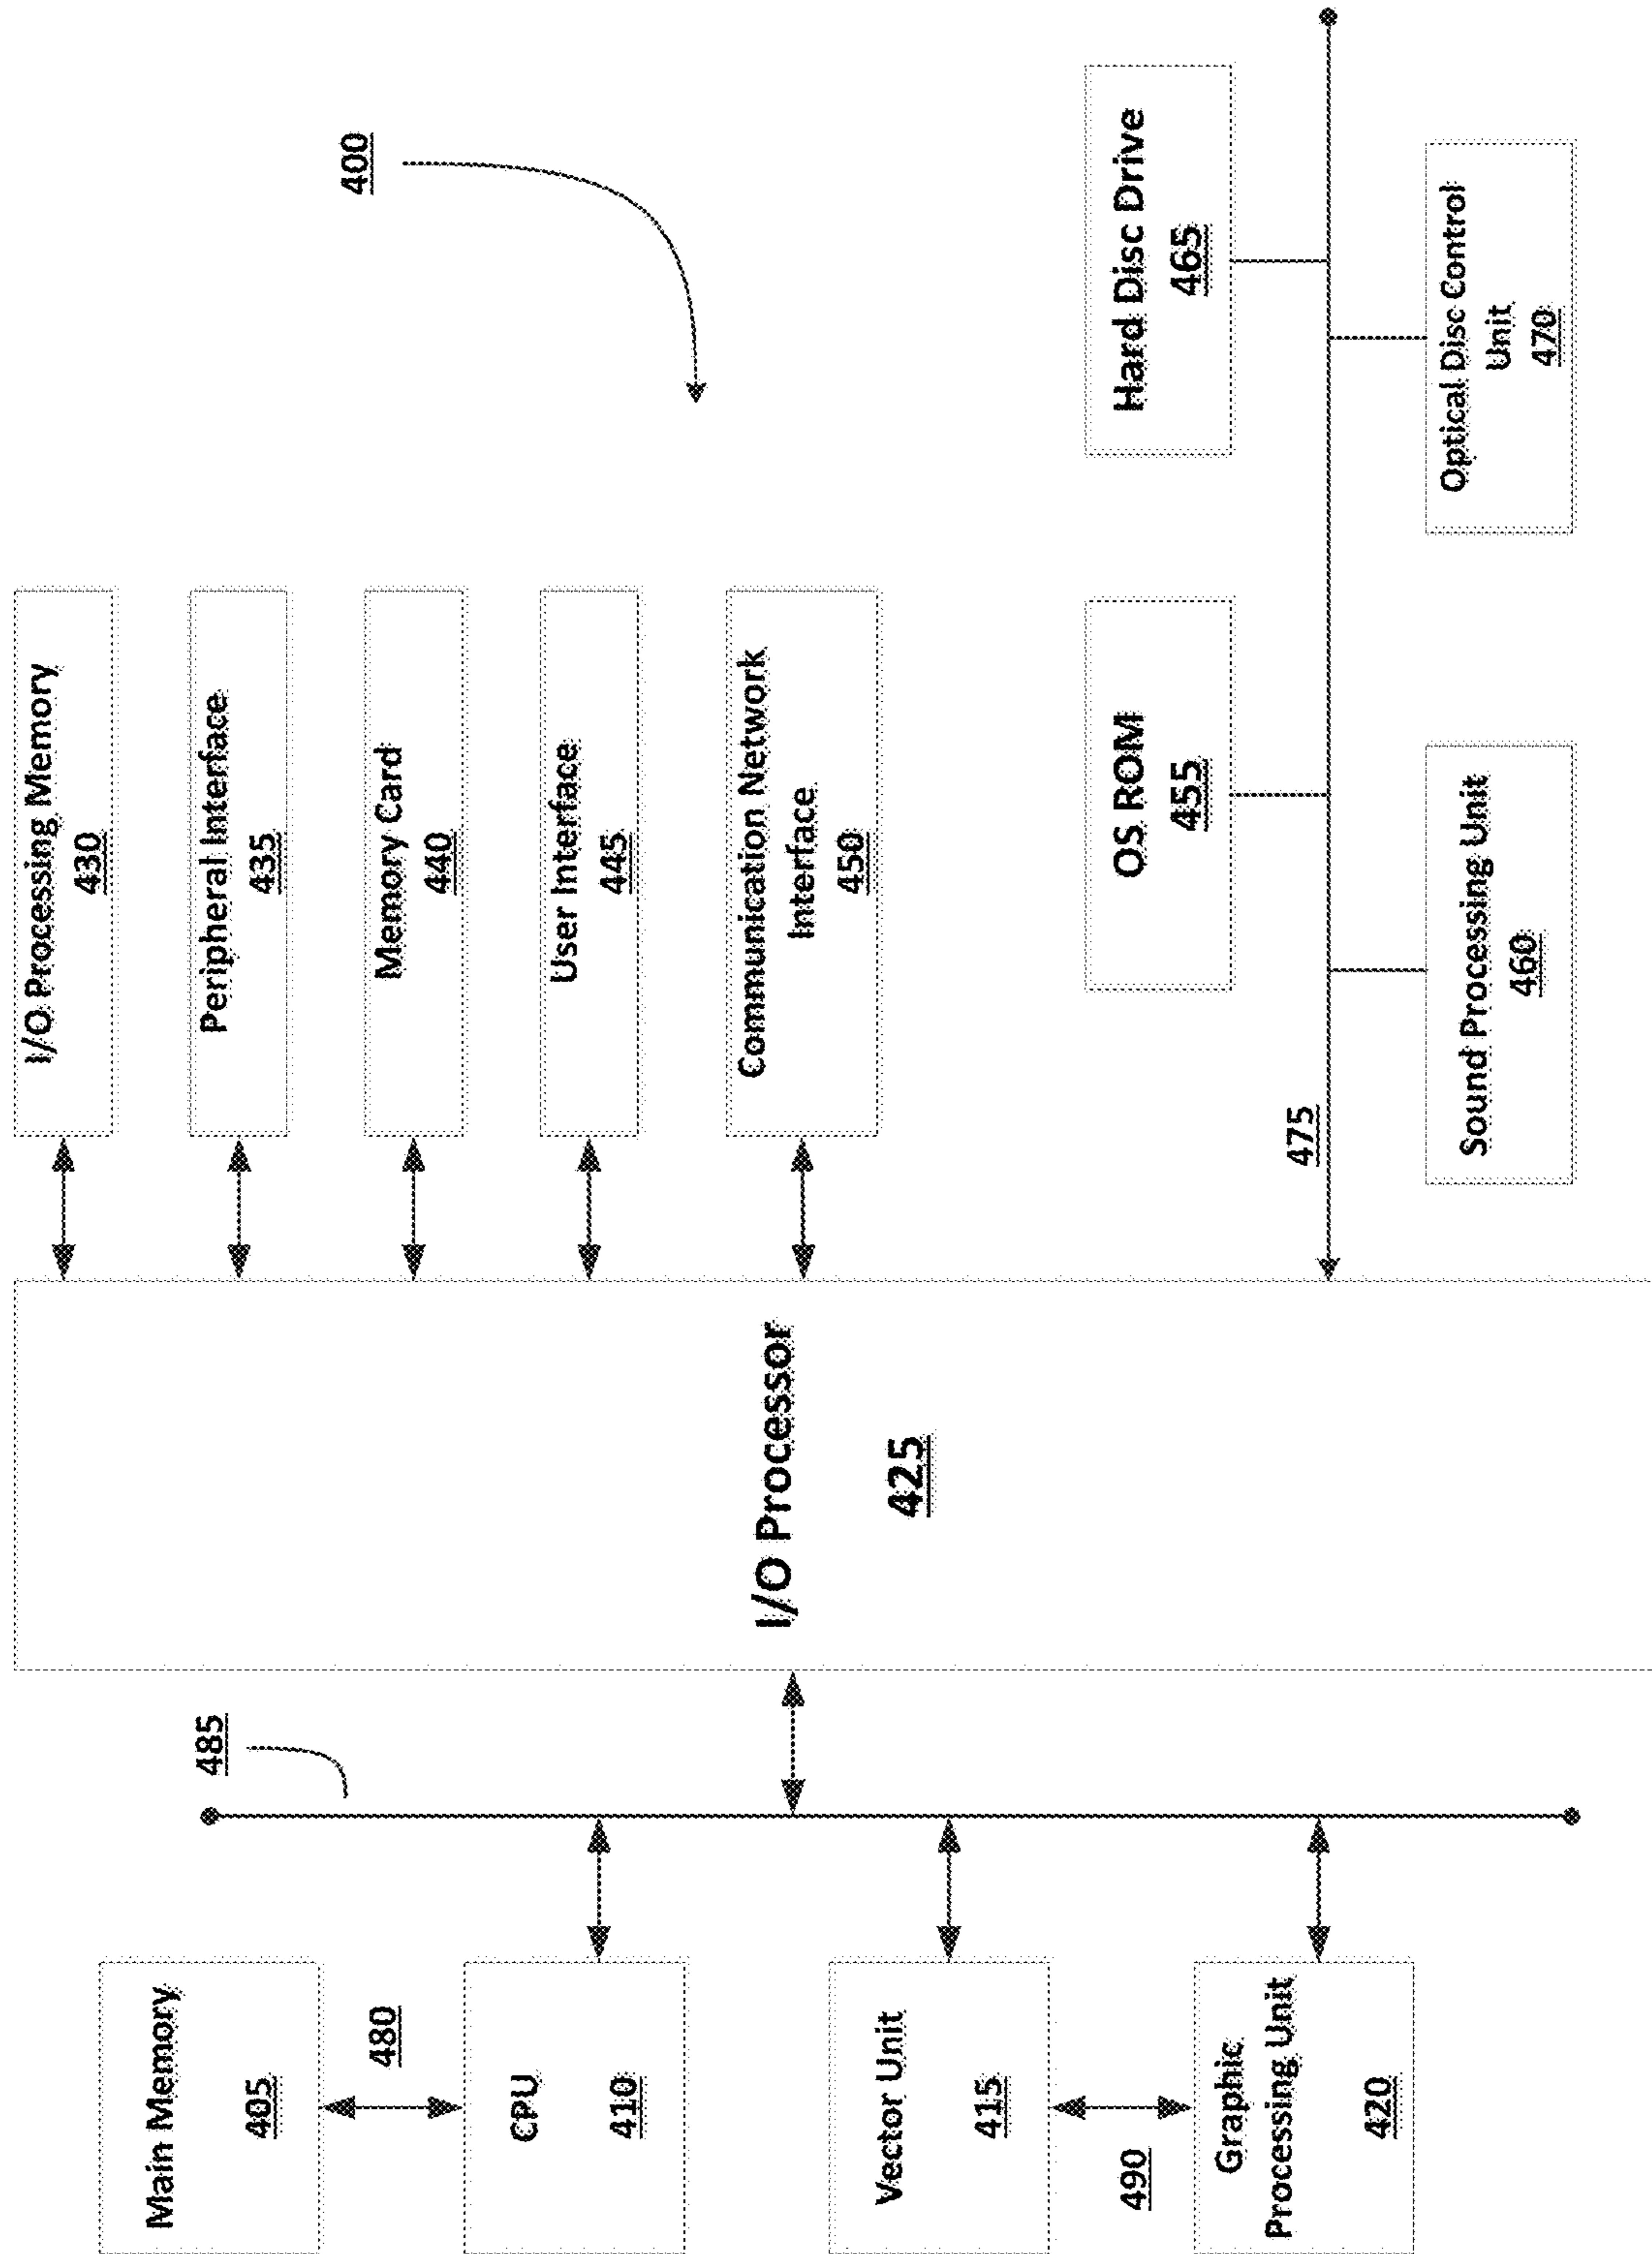 Main Memory
405
480
CPU
410
Vector Unit
415
490
Graphic
Processing Unit
420
485
I/O Processor
425
I/O Processing Memory
430
Peripheral Interface
435
Memory Card
440
User Interface
445
Communication Network
Interface
450
400
OS ROM
455
Hard Disc Drive
465
475
Sound Processing Unit
460
Optical Disc Control
Unit
470